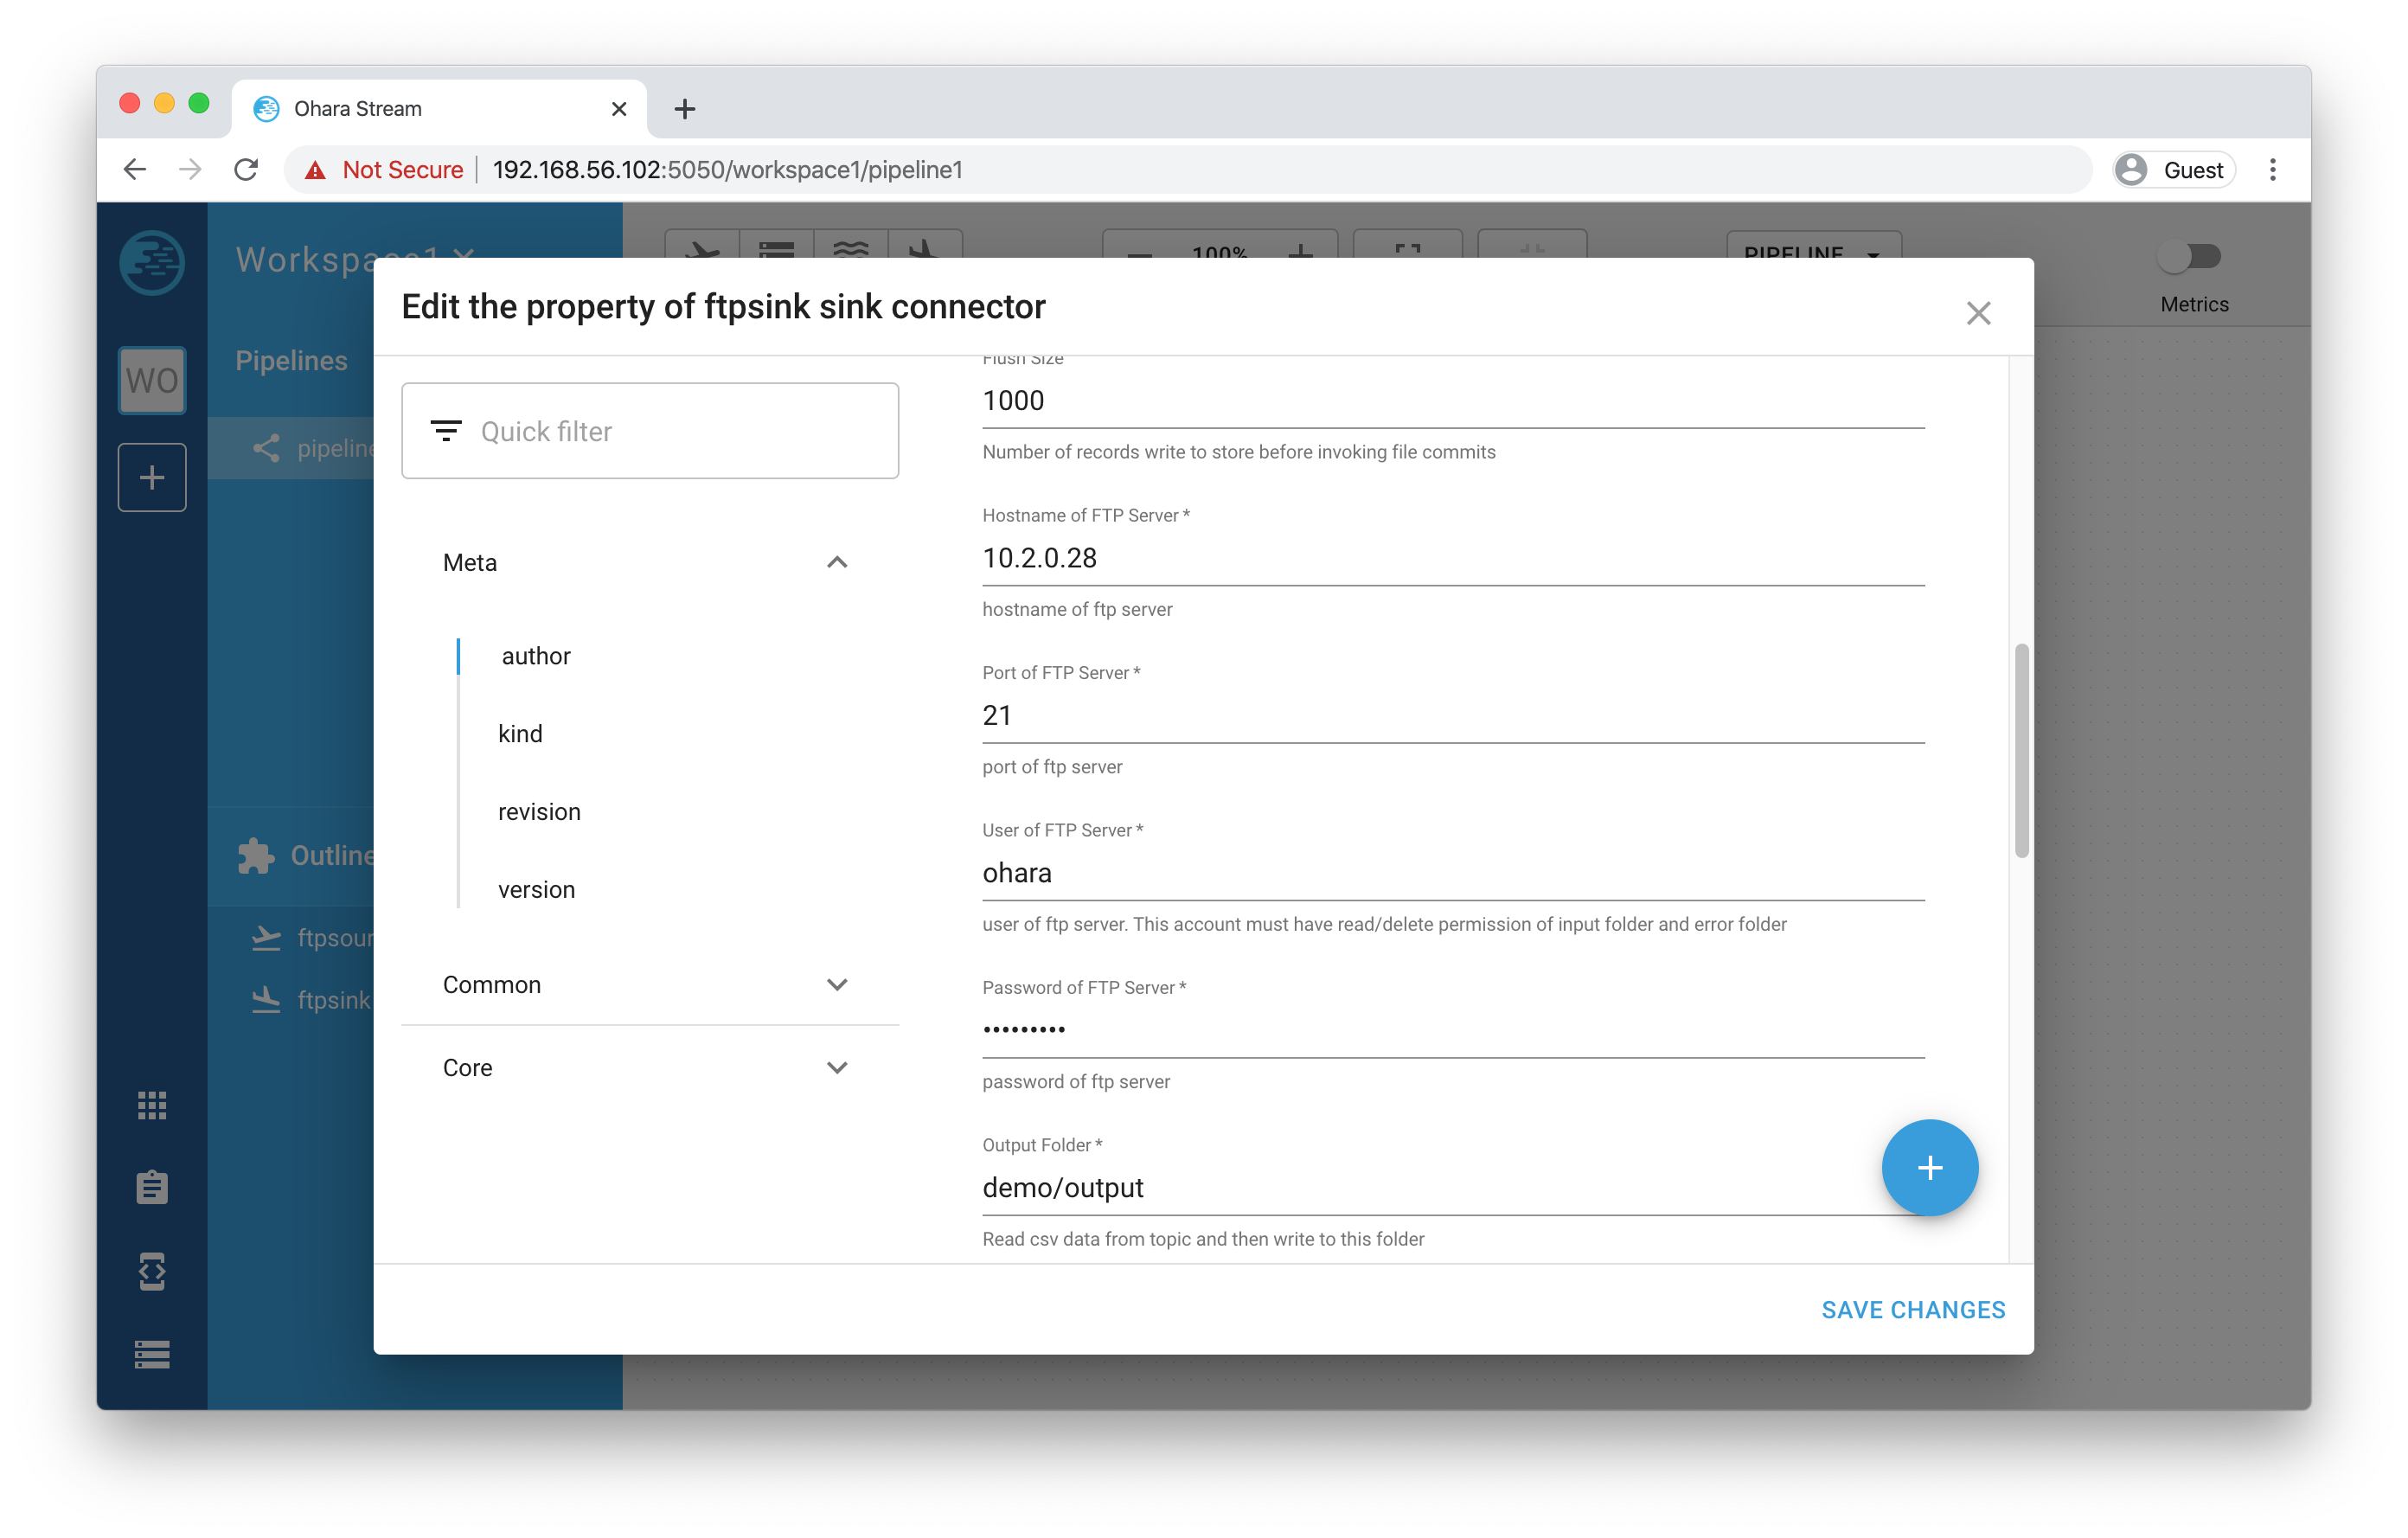 Ohara Stream
Not Secure
192.168.56.102:5050/workspace1/pipeline1
Guest
Workspace1
100%
PIPELINE
Metrics
WO
Pipelines
pipeline
Outline
ftpsour
ftpsink
Edit the property of ftpsink sink connector
Quick filter
Meta
author
kind
revision
version
Common
Core
Flush Size
1000
Number of records write to store before invoking file commits
Hostname of FTP Server *
10.2.0.28
hostname of ftp server
Port of FTP Server *
21
port of ftp server
User of FTP Server *
ohara
user of ftp server. This account must have read/delete permission of input folder and error folder
Password of FTP Server *
•••••••••
password of ftp server
Output Folder *
demo/output
Read csv data from topic and then write to this folder
SAVE CHANGES